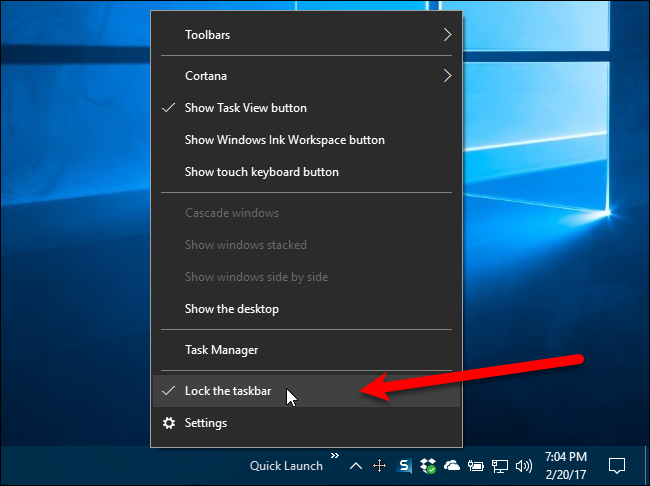 Toolbars
Cortana
Show Task View button
Show Windows Ink Workspace button
Show touch keyboard button
Cascade windows
Show windows stacked
Show windows side by side
Show the desktop
Task Manager
Lock the taskbar
Settings
Quick Launch
S
7:04 PM
2/20/17